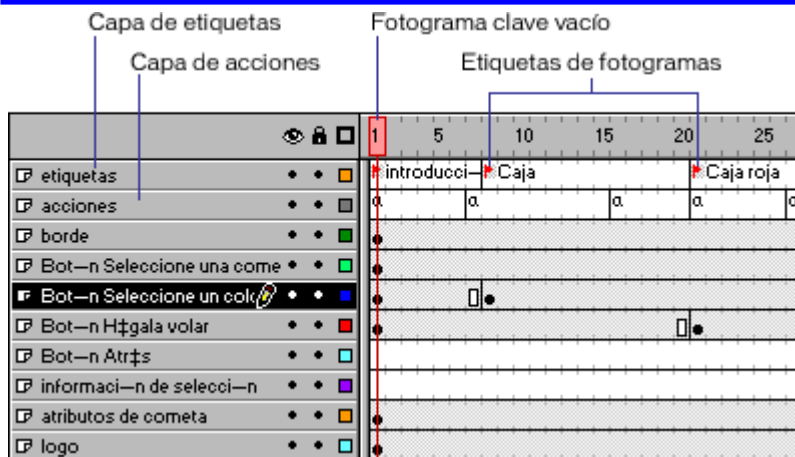 Capa de etiquetas
Fotograma clave vacío
Capa de acciones
Etiquetas de fotogramas
1 5 10 15 20 25
etiquetas introducci— Caja Caja roja
acciones a a a a
borde
Bot—n Seleccione una come
Bot—n Seleccione un colo
Bot—n H‡gala volar
Bot—n Atr‡s
informaci—n de selecci—n
atributos de cometa
logo